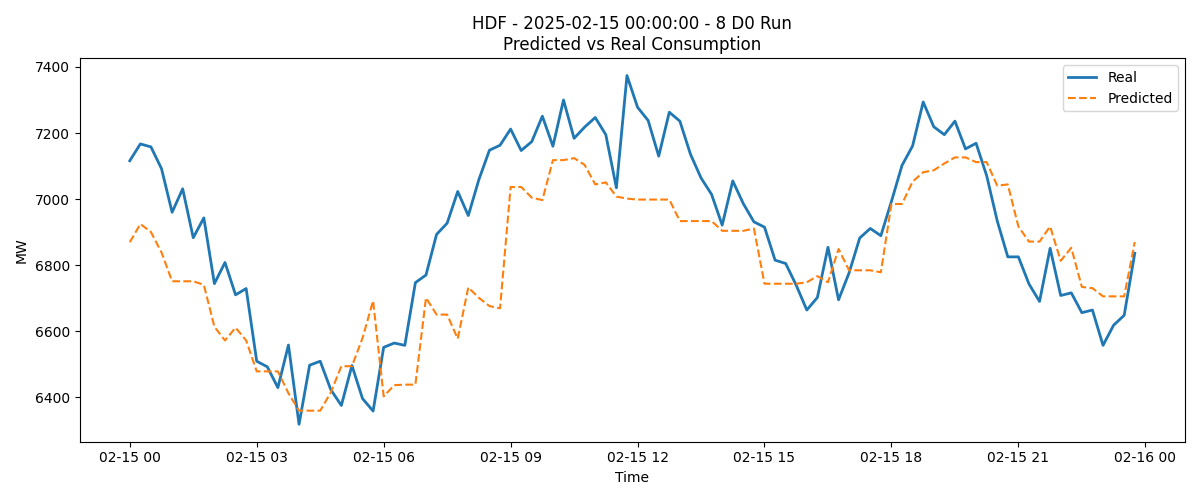 HDF - 2025-02-15 00:00:00 - 8 D0 Run
Predicted vs Real Consumption
Real
Predicted
MW
7400
7200
7000
6800
6600
6400
02-15 00
02-15 03
02-15 06
02-15 09
02-15 12
02-15 15
02-15 18
02-15 21
02-16 00
Time